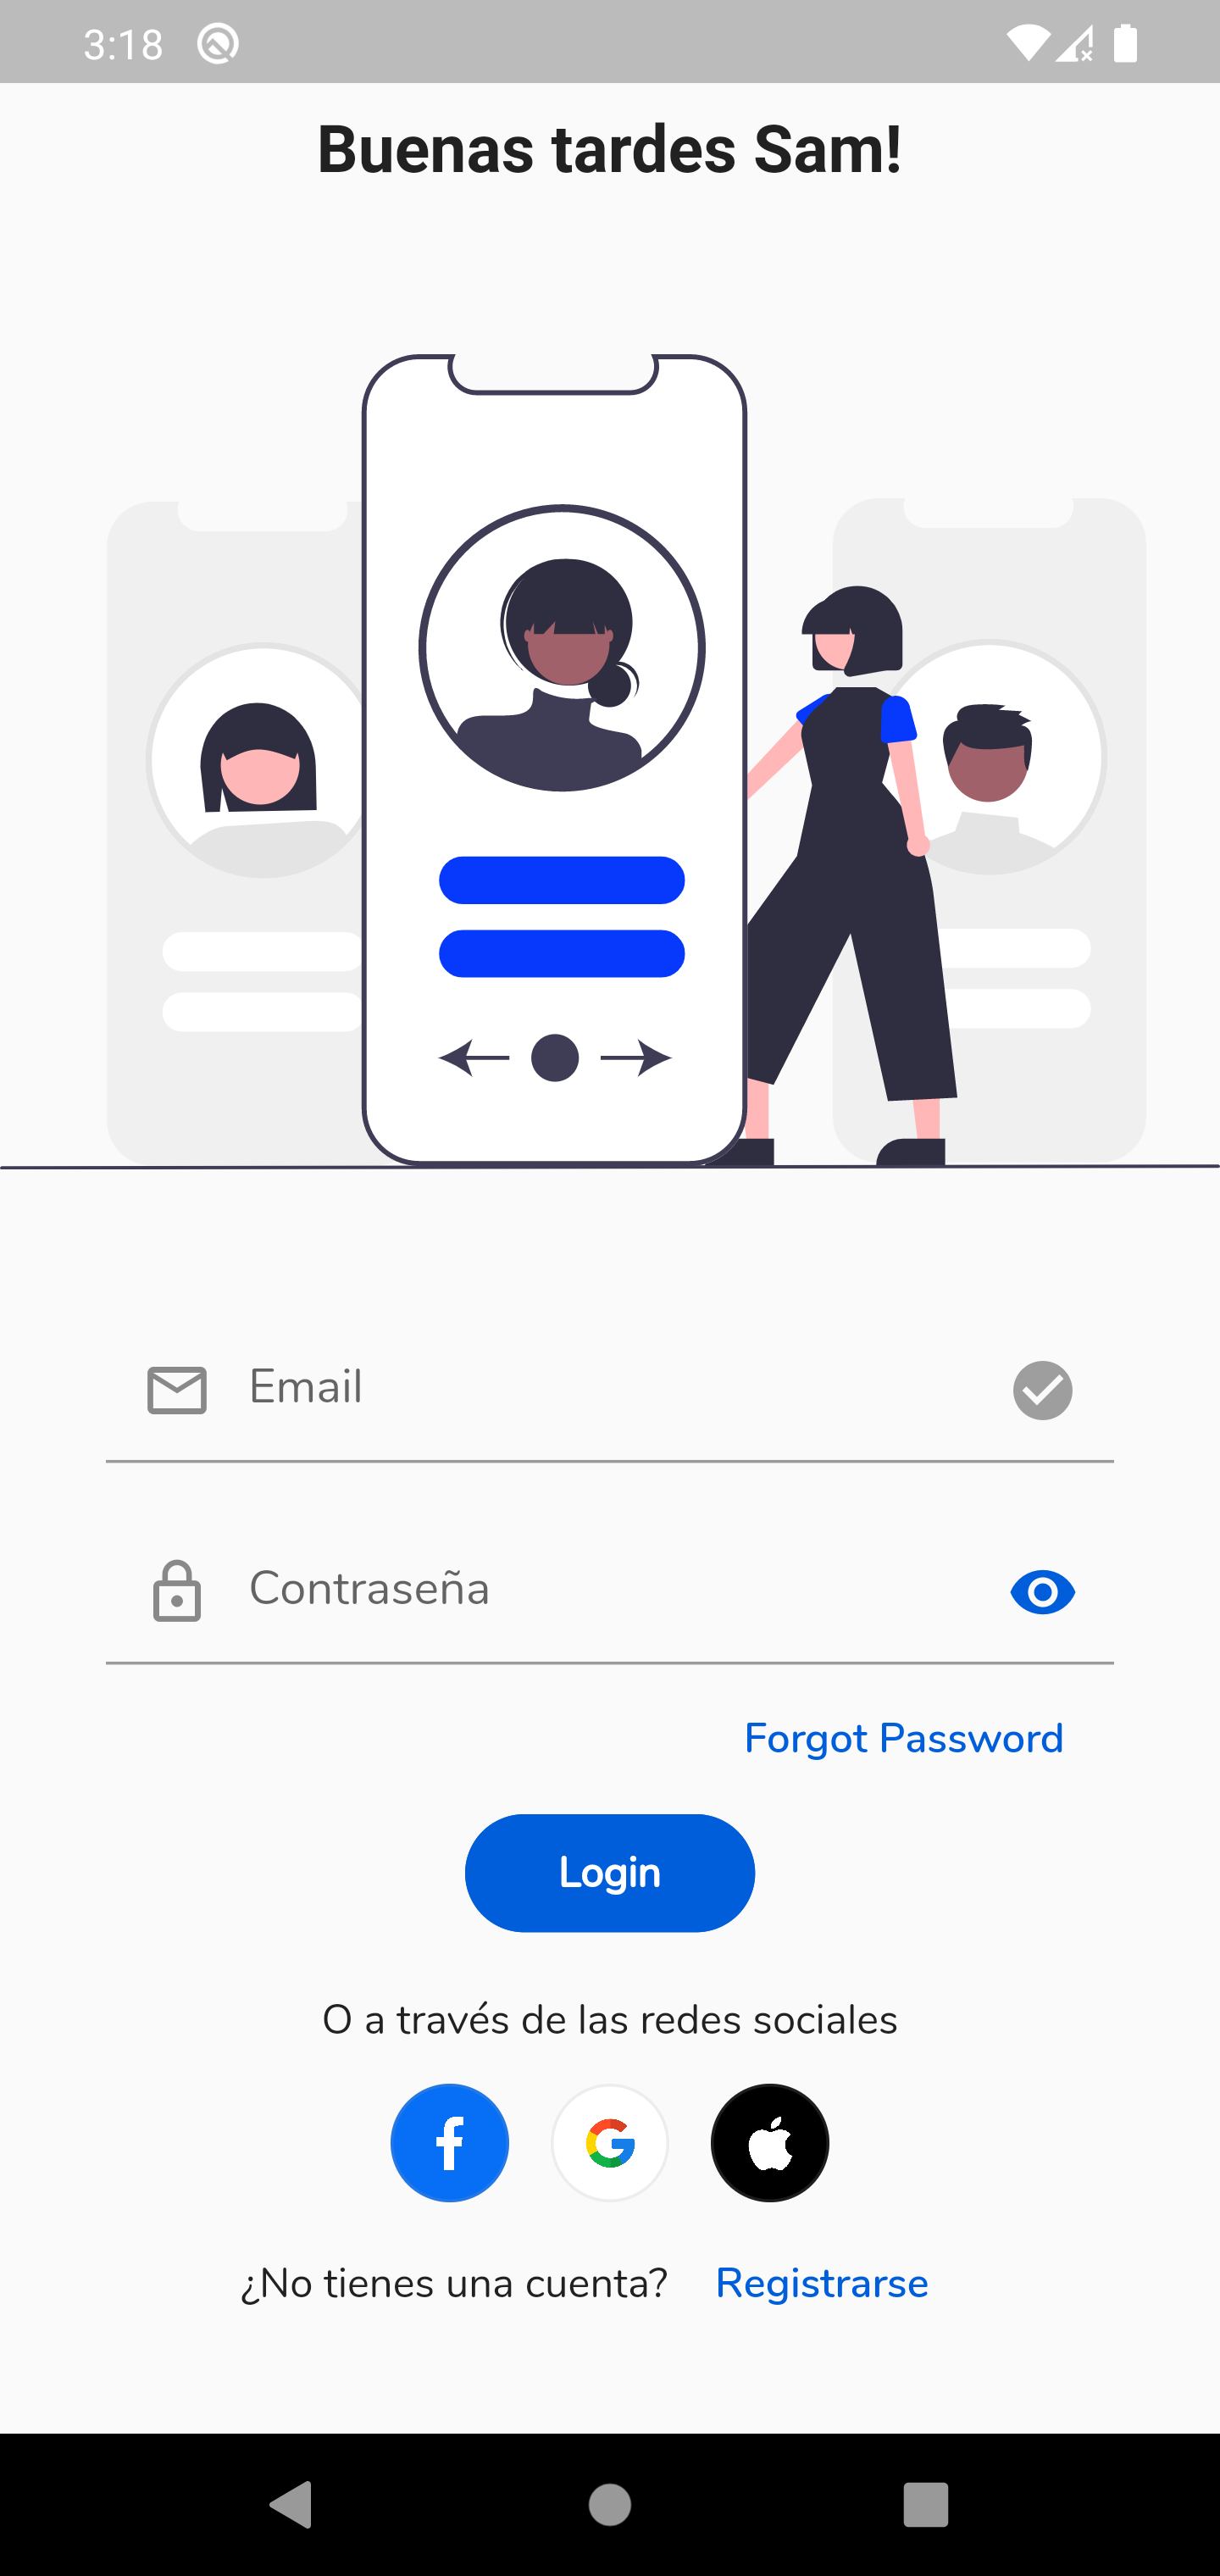 3:18
Buenas tardes Sam!
Email
Contraseña
Forgot Password
Login
O a través de las redes sociales
¿No tienes una cuenta? Registrarse